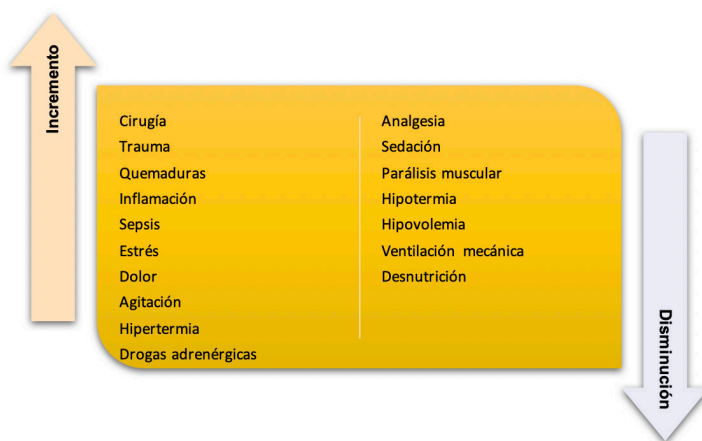 Incremento
Cirugía
Trauma
Quemaduras
Inflamación
Sepsis
Estrés
Dolor
Agitación
Hipertermia
Drogas adrenérgicas
Analgesia
Sedación
Parálisis muscular
Hipotermia
Hipovolemia
Ventilación mecánica
Desnutrición
Disminución